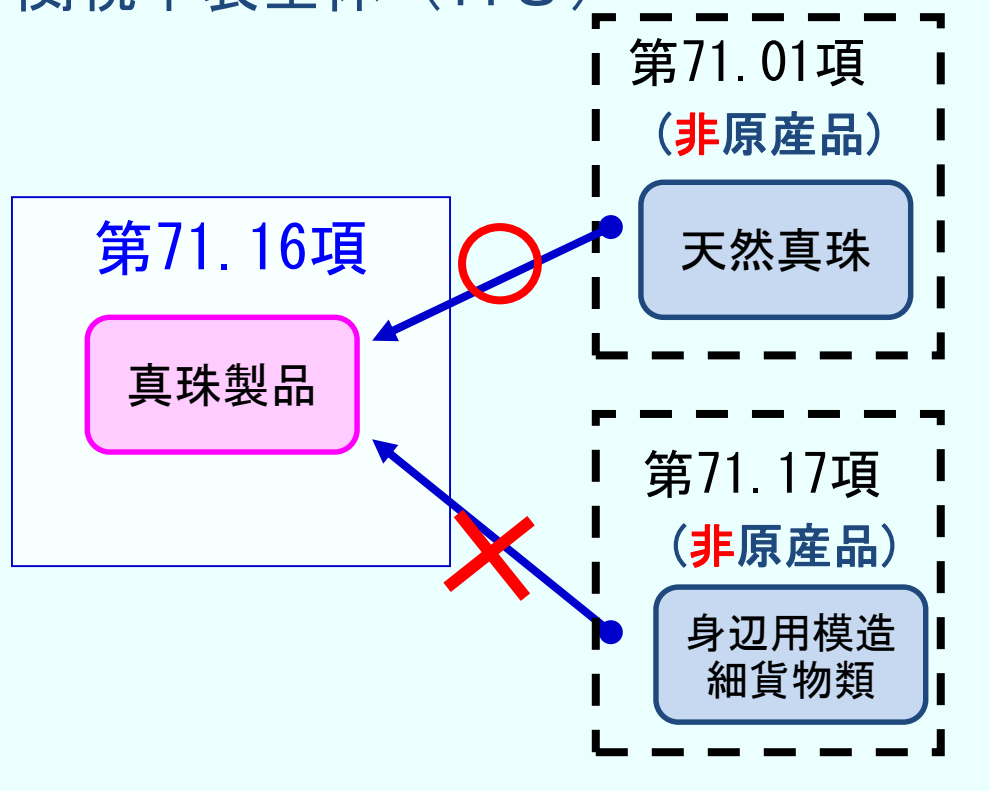 第71.01項
(非原産品)
天然真珠
第71.16項
真珠製品
第71.17項
(非原産品)
身辺用模造
細貨物類